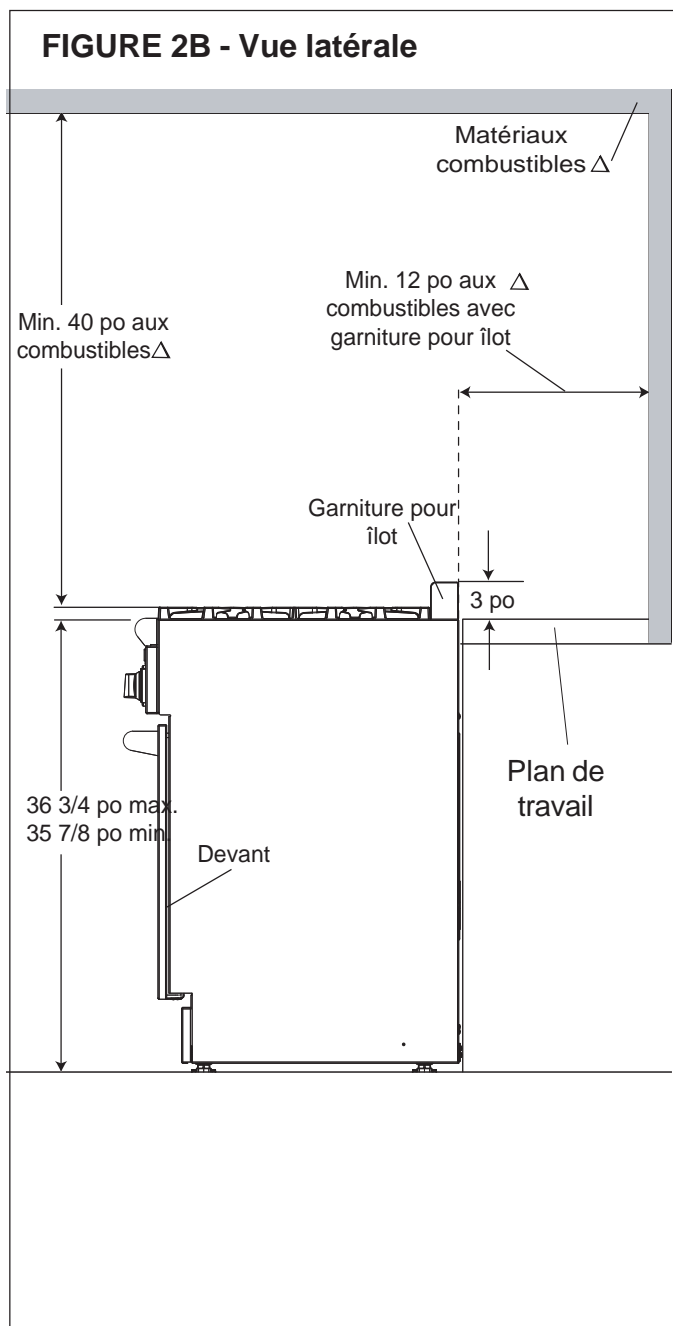 FIGURE 2B - Vue latérale
Matériaux
combustibles Δ
Min. 12 po aux Δ
combustibles avec
garniture pour îlot
Min. 40 po aux
combustibles Δ
Garniture pour
îlot
3 po
Plan de
travail
36 3/4 po max.
35 7/8 po min.
Devant